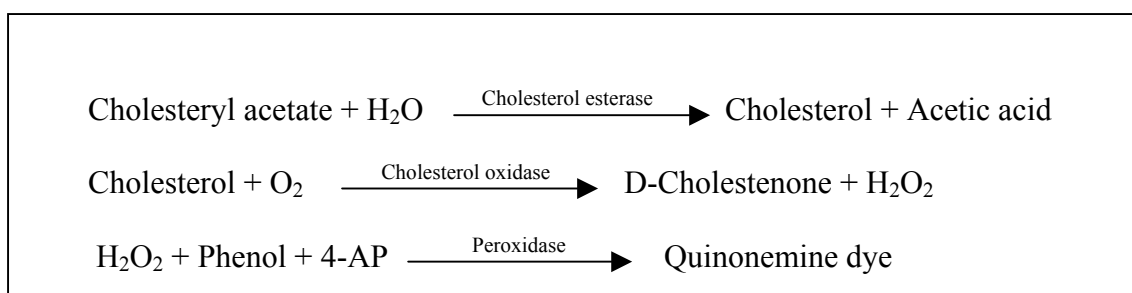 Cholesteryl acetate + H₂O Cholesterol esterase Cholesterol + Acetic acid
Cholesterol + O₂ Cholesterol oxidase D-Cholestenone + H₂O₂
H₂O₂ + Phenol + 4-AP Peroxidase Quinonemine dye